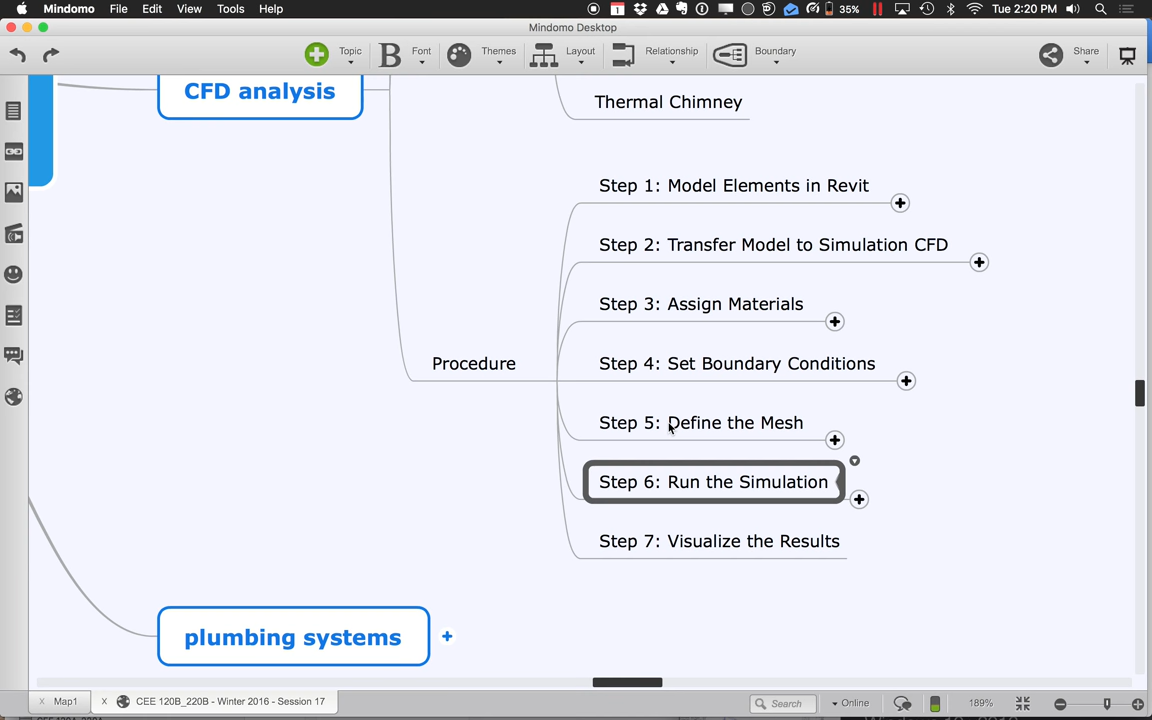 Mindomo File Edit View Tools Help
1
35%
Tue 2:20 PM
Mindomo Desktop
Topic
Font
Themes
Layout
Relationship
Boundary
Share
CFD analysis
Thermal Chimney
Step 1: Model Elements in Revit
Step 2: Transfer Model to Simulation CFD
Step 3: Assign Materials
Procedure
Step 4: Set Boundary Conditions
Step 5: Define the Mesh
Step 6: Run the Simulation
Step 7: Visualize the Results
plumbing systems
Map1
CEE 120B_220B - Winter 2016 - Session 17
Search
Online
189%